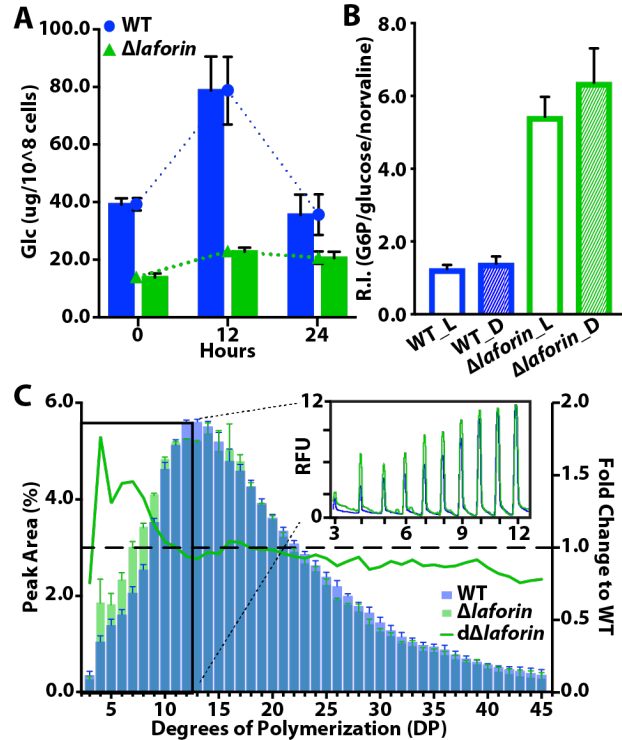 A
WT
Δlaforin
Glc (ug/10^8 cells)
100.0
80.0
60.0
40.0
20.0
0.0
0
12
24
Hours
B
R.I. (G6P/glucose/norvaline)
8.0
6.0
4.0
2.0
0.0
WT_L
WT_D
Δlaforin_L
Δlaforin_D
C
Peak Area (%)
6.0
4.0
2.0
0.0
5
10
15
20
25
30
35
40
45
Degrees of Polymerization (DP)
RFU
12
0
3
6
9
12
2.0
1.5
1.0
0.5
0.0
Fold Change to WT
WT
Δlaforin
dΔlaforin